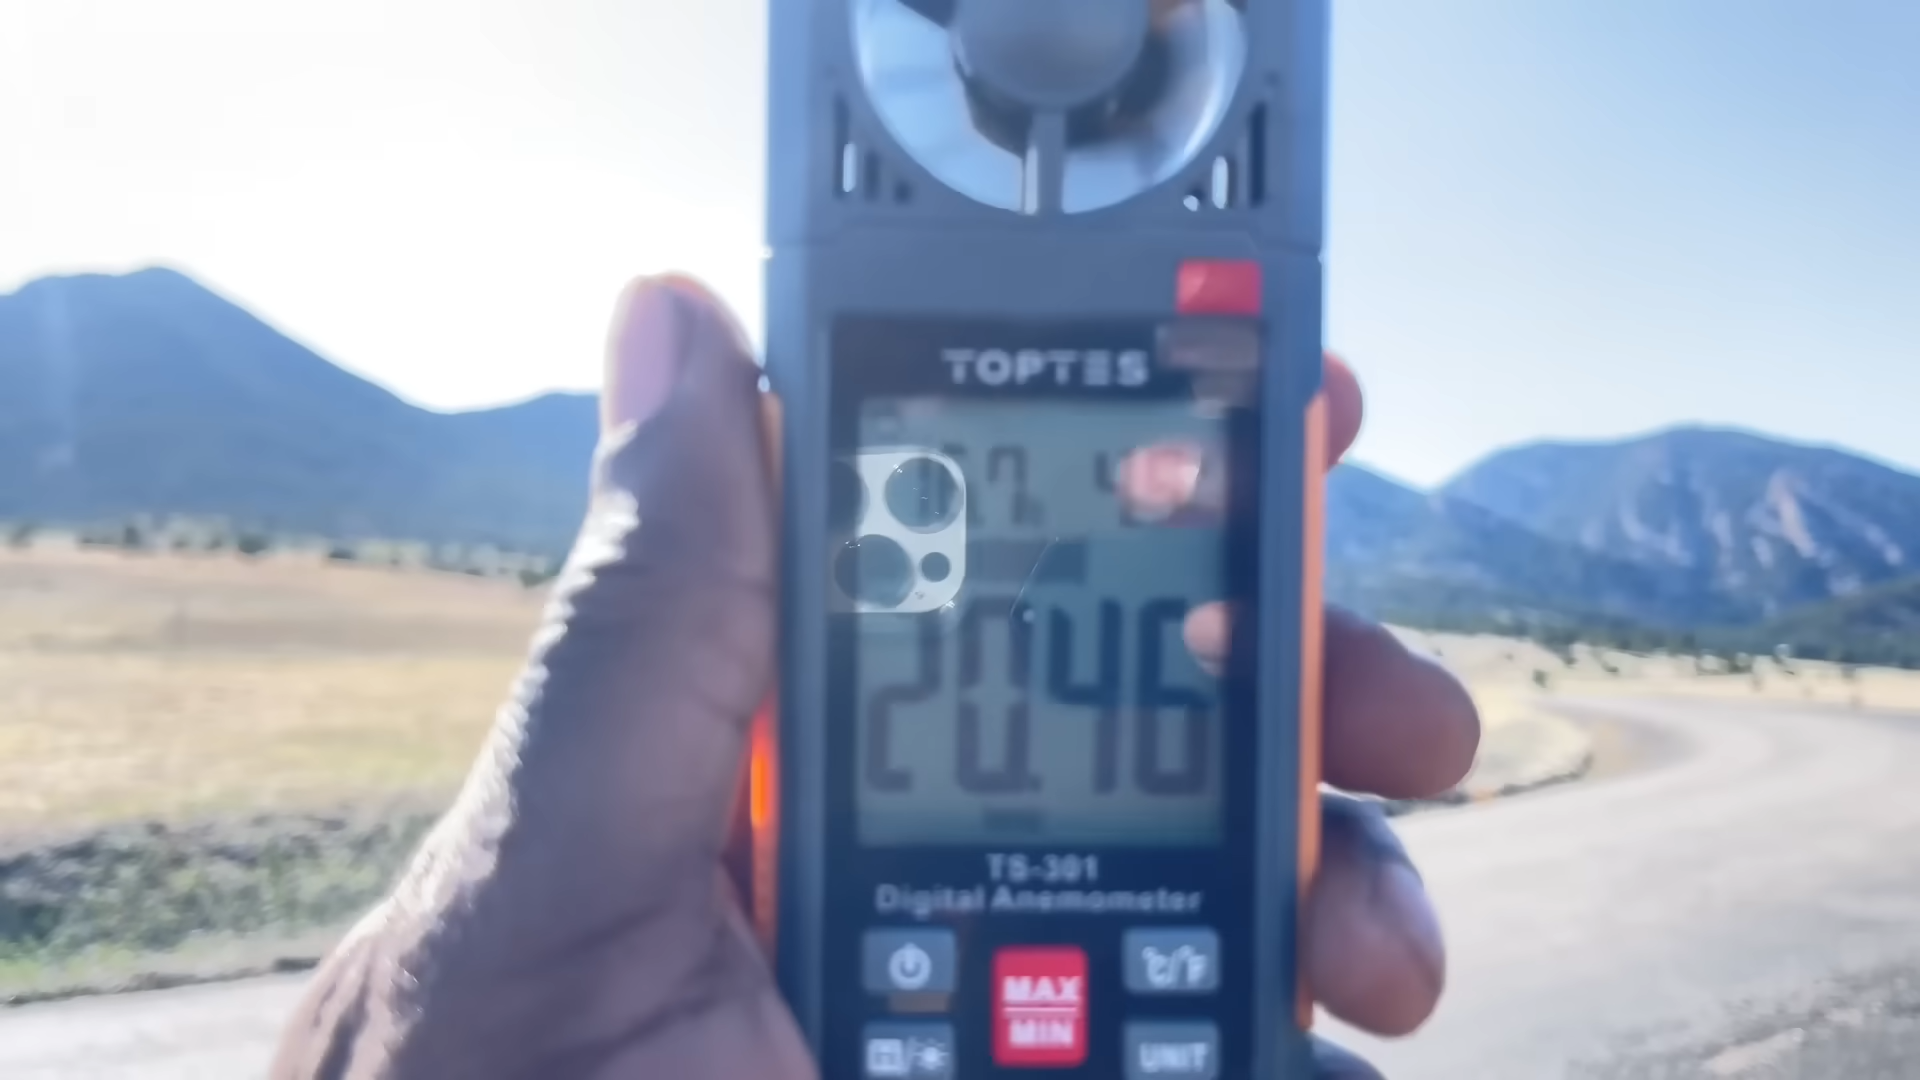 TOPTES
20.46
TS-301
Digital Anemometer
MAX
MIN
°C/°F
UNIT